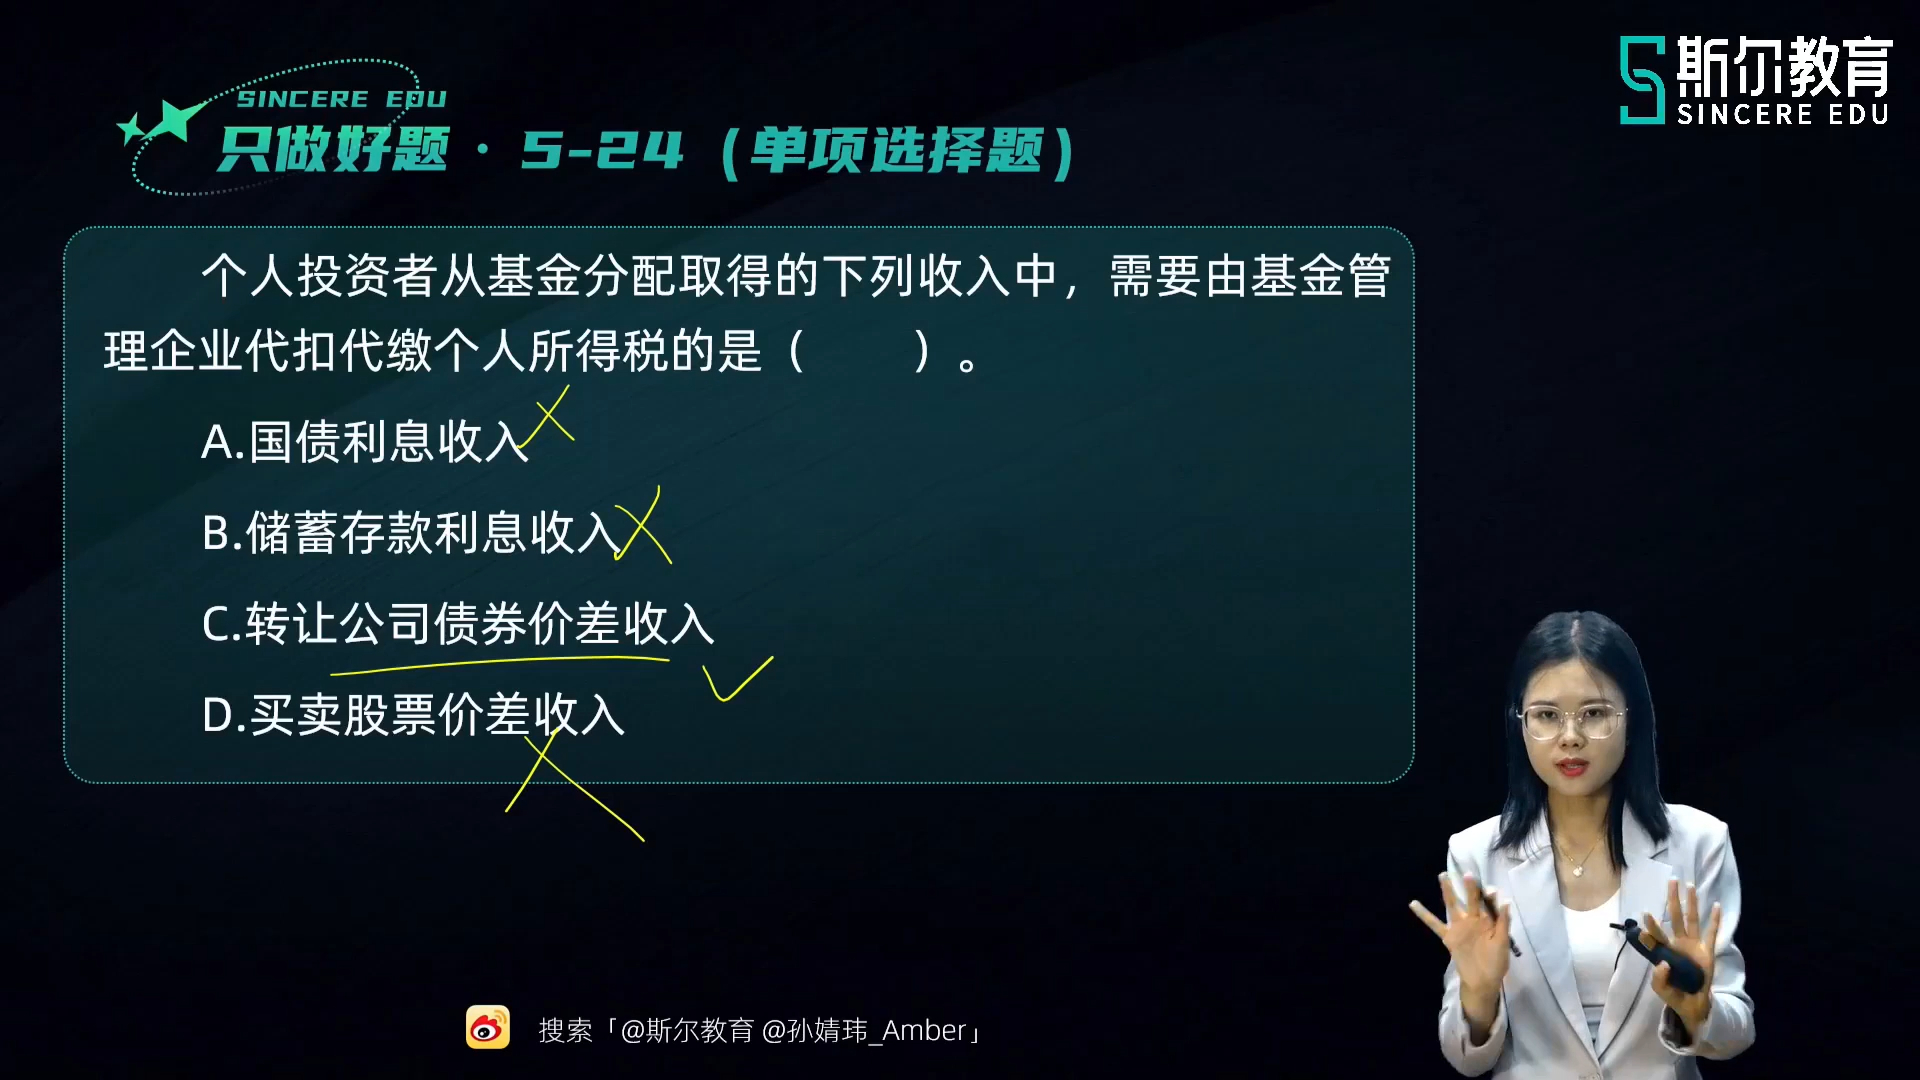 SINCERE EDU
只做好题·5-24（单项选择题）
斯尔教育
SINCERE EDU
个人投资者从基金分配取得的下列收入中，需要由基金管
理企业代扣代缴个人所得税的是（　　）。
A.国债利息收入
B.储蓄存款利息收入
C.转让公司债券价差收入
D.买卖股票价差收入
搜索「@斯尔教育 @孙婧玮_Amber」